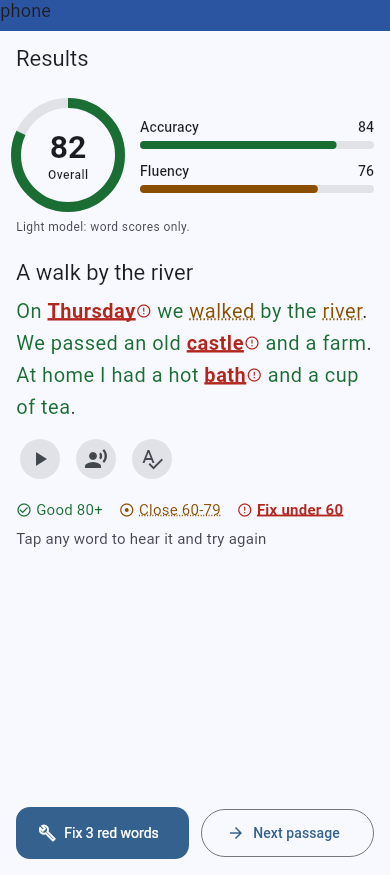 phone
Results
82
Overall
Accuracy 84
Fluency 76
Light model: word scores only.
A walk by the river
On Thursday we walked by the river.
We passed an old castle and a farm.
At home I had a hot bath and a cup
of tea.
Good 80+ Close 60-79 Fix under 60
Tap any word to hear it and try again
Fix 3 red words Next passage